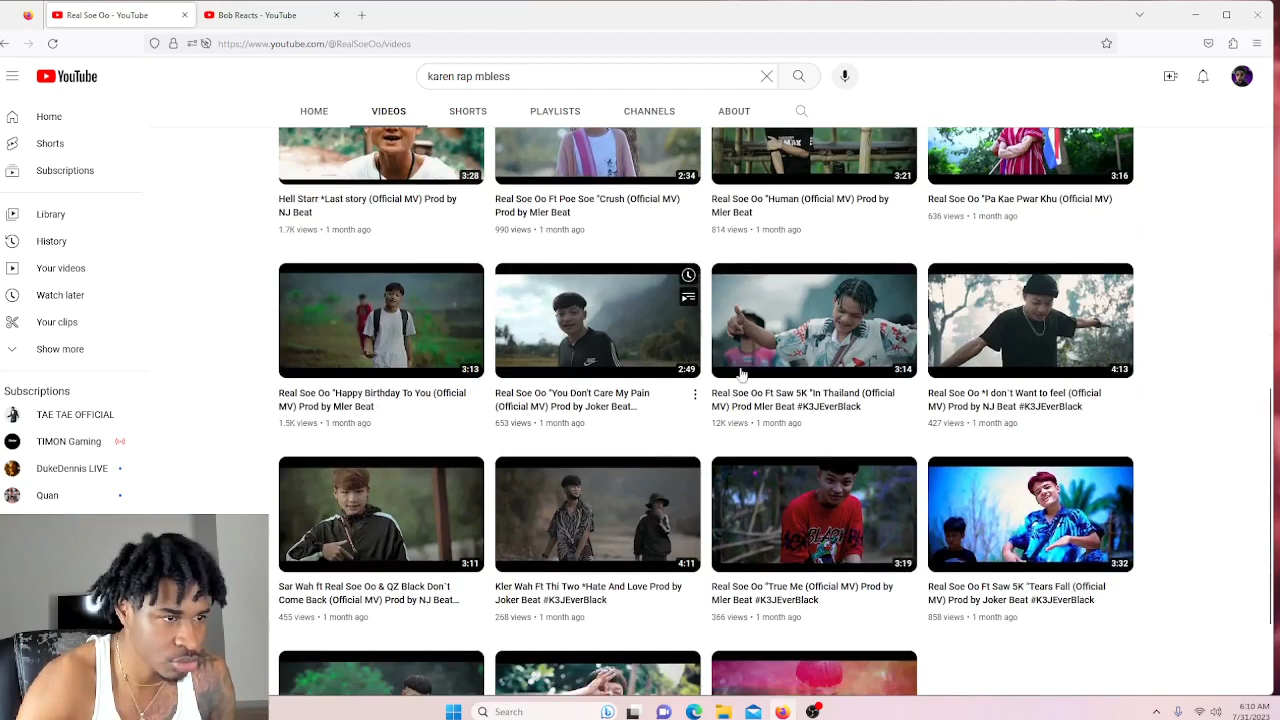 Real Soe Oo - YouTube
Bob Reacts - YouTube
https://www.youtube.com/@RealSoeOo/videos
YouTube
karen rap mbless
HOME VIDEOS SHORTS PLAYLISTS CHANNELS ABOUT
Home
Shorts
Subscriptions
Library
History
Your videos
Watch later
Your clips
Show more
Subscriptions
TAE TAE OFFICIAL
TIMON Gaming
DukeDennis LIVE
Quan
3:28
Hell Starr *Last story (Official MV) Prod by
NJ Beat
1.7K views • 1 month ago
2:34
Real Soe Oo Ft Poe Soe "Crush (Official MV)
Prod by Mler Beat
990 views • 1 month ago
MAX
3:21
Real Soe Oo "Human (Official MV) Prod by
Mler Beat
814 views • 1 month ago
3:16
Real Soe Oo "Pa Kae Pwar Khu (Official MV)
636 views • 1 month ago
3:13
Real Soe Oo "Happy Birthday To You (Official
MV) Prod by Mler Beat
1.5K views • 1 month ago
2:49
Real Soe Oo "You Don't Care My Pain
(Official MV) Prod by Joker Beat...
653 views • 1 month ago
3:14
Real Soe Oo Ft Saw 5K "In Thailand (Official
MV) Prod Mler Beat #K3JEverBlack
12K views • 1 month ago
4:13
Real Soe Oo *I don`t Want to feel (Official
MV) Prod by NJ Beat #K3JEverBlack
427 views • 1 month ago
3:11
Sar Wah ft Real Soe Oo & QZ Black Don`t
Come Back (Official MV) Prod by NJ Beat...
455 views • 1 month ago
4:11
Kler Wah Ft Thi Two *Hate And Love Prod by
Joker Beat #K3JEverBlack
268 views • 1 month ago
3:19
Real Soe Oo "True Me (Official MV) Prod by
Mler Beat #K3JEverBlack
366 views • 1 month ago
3:32
Real Soe Oo Ft Saw 5K "Tears Fall (Official
MV) Prod by Joker Beat #K3JEverBlack
858 views • 1 month ago
Search
6:10 AM
7/31/2023